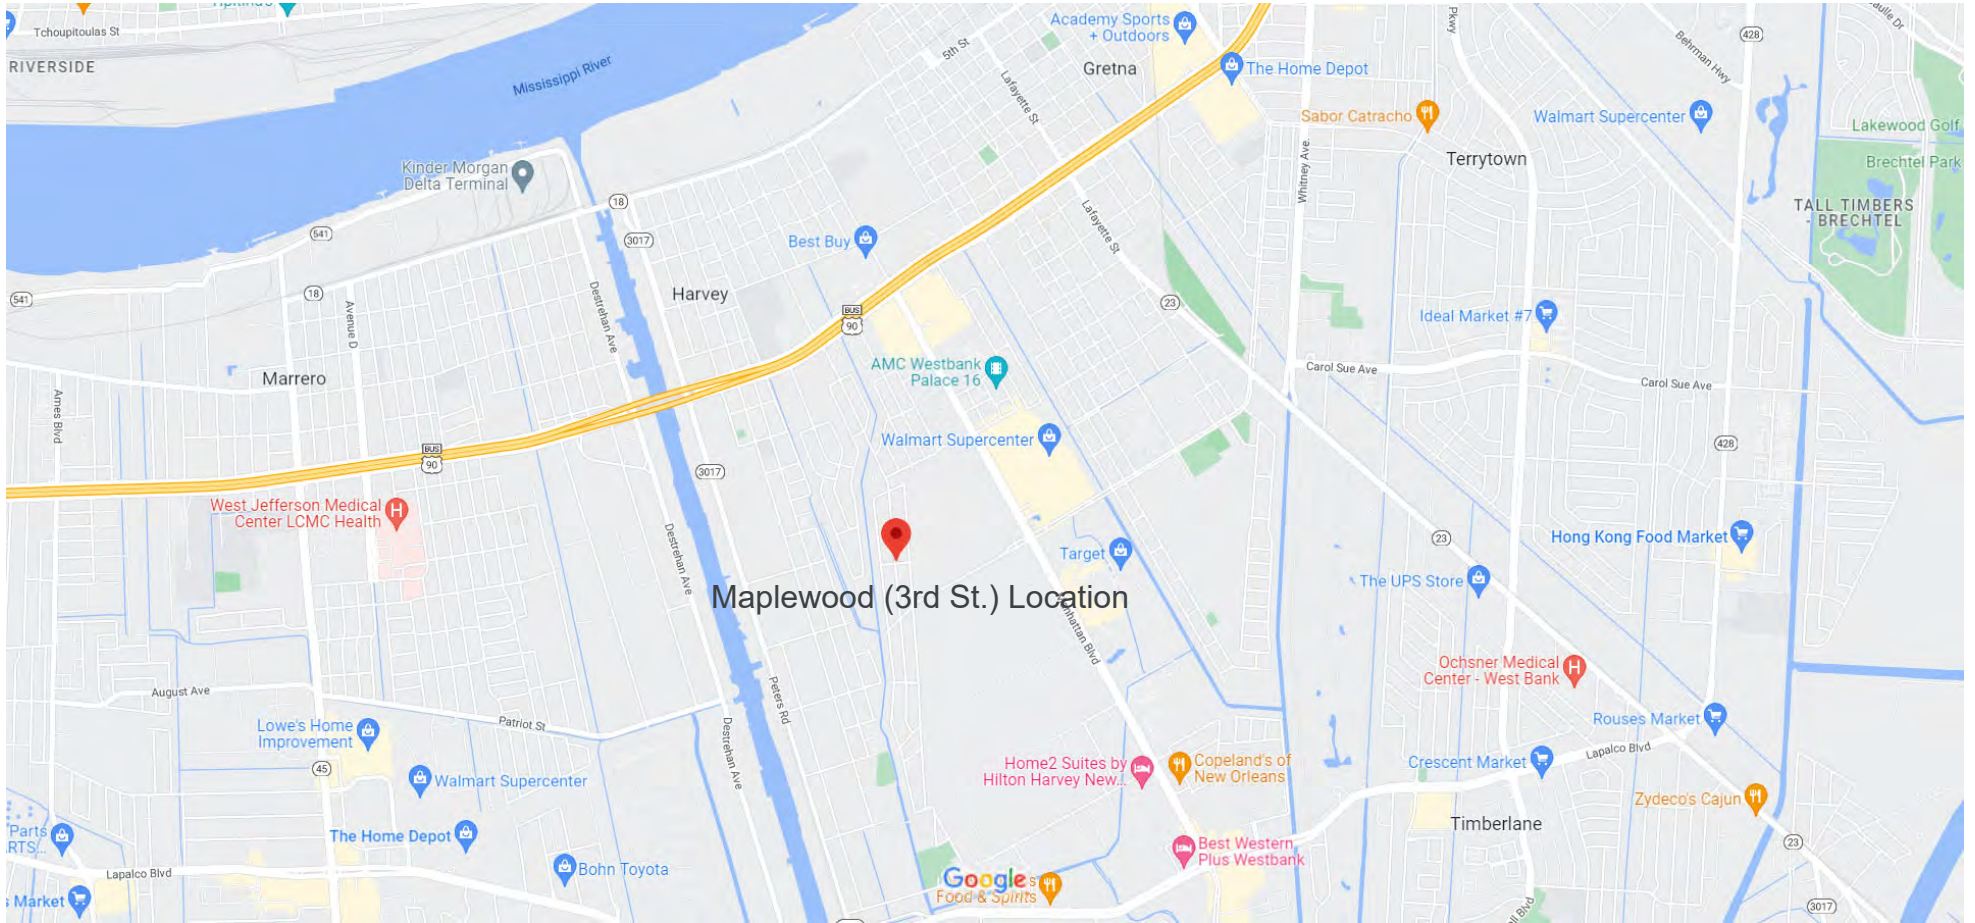 Tchoupitoulas St
RIVERSIDE
Mississippi River
5th St
Academy Sports
+ Outdoors
Gretna
The Home Depot
Lafayette St
Pkwy
Behrman Hwy
428
Sabor Catracho
Walmart Supercenter
Lakewood Golf
Brechtel Park
Terrytown
TALL TIMBERS
- BRECHTEL
Whitney Ave
Kinder Morgan
Delta Terminal
18
541
3017
Best Buy
Lafayette St
541
18
Avenue D
Destrehan Ave
Harvey
BUS
90
23
Ideal Market #7
Carol Sue Ave
Carol Sue Ave
AMC Westbank
Palace 16
Marrero
Ames Blvd
BUS
90
Walmart Supercenter
428
3017
West Jefferson Medical
Center LCMC Health
Destrehan Ave
Target
23
Hong Kong Food Market
The UPS Store
Maplewood (3rd St.) Location
Manhattan Blvd
Ochsner Medical
Center - West Bank
August Ave
Patriot St
Peters Rd
Destrehan Ave
Rouses Market
Lapalco Blvd
Lowe's Home
Improvement
45
Walmart Supercenter
Home2 Suites by
Hilton Harvey New...
Copeland's of
New Orleans
Crescent Market
Zydeco's Cajun
Parts
RTS...
The Home Depot
Timberlane
23
Best Western
Plus Westbank
Lapalco Blvd
Bohn Toyota
Google
Food & Spirits
s Market
Blvd
3017